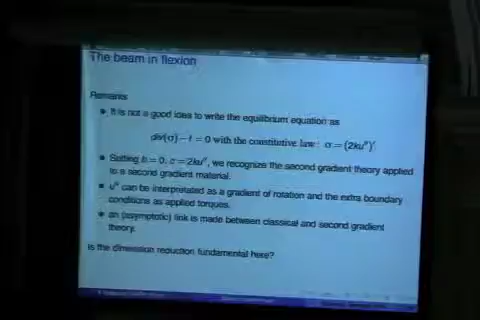 The beam in flexion
Remarks
It is not a good idea to write the equilibrium equation as
div(σ) − f = 0 with the constitutive law : σ = (2ku″)′
Setting b = 0, c = 2ku″, we recognize the second gradient theory applied
to a second gradient material.
u″ can be interpretated as a gradient of rotation and the extra boundary
conditions as applied torques.
an (asymptotic) link is made between classical and second gradient
theory.
Is the dimension reduction fundamental here?